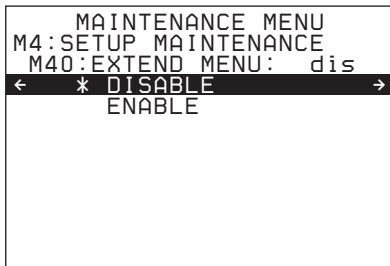 MAINTENANCE MENU
M4:SETUP MAINTENANCE
M40:EXTEND MENU: dis
← * DISABLE →
ENABLE